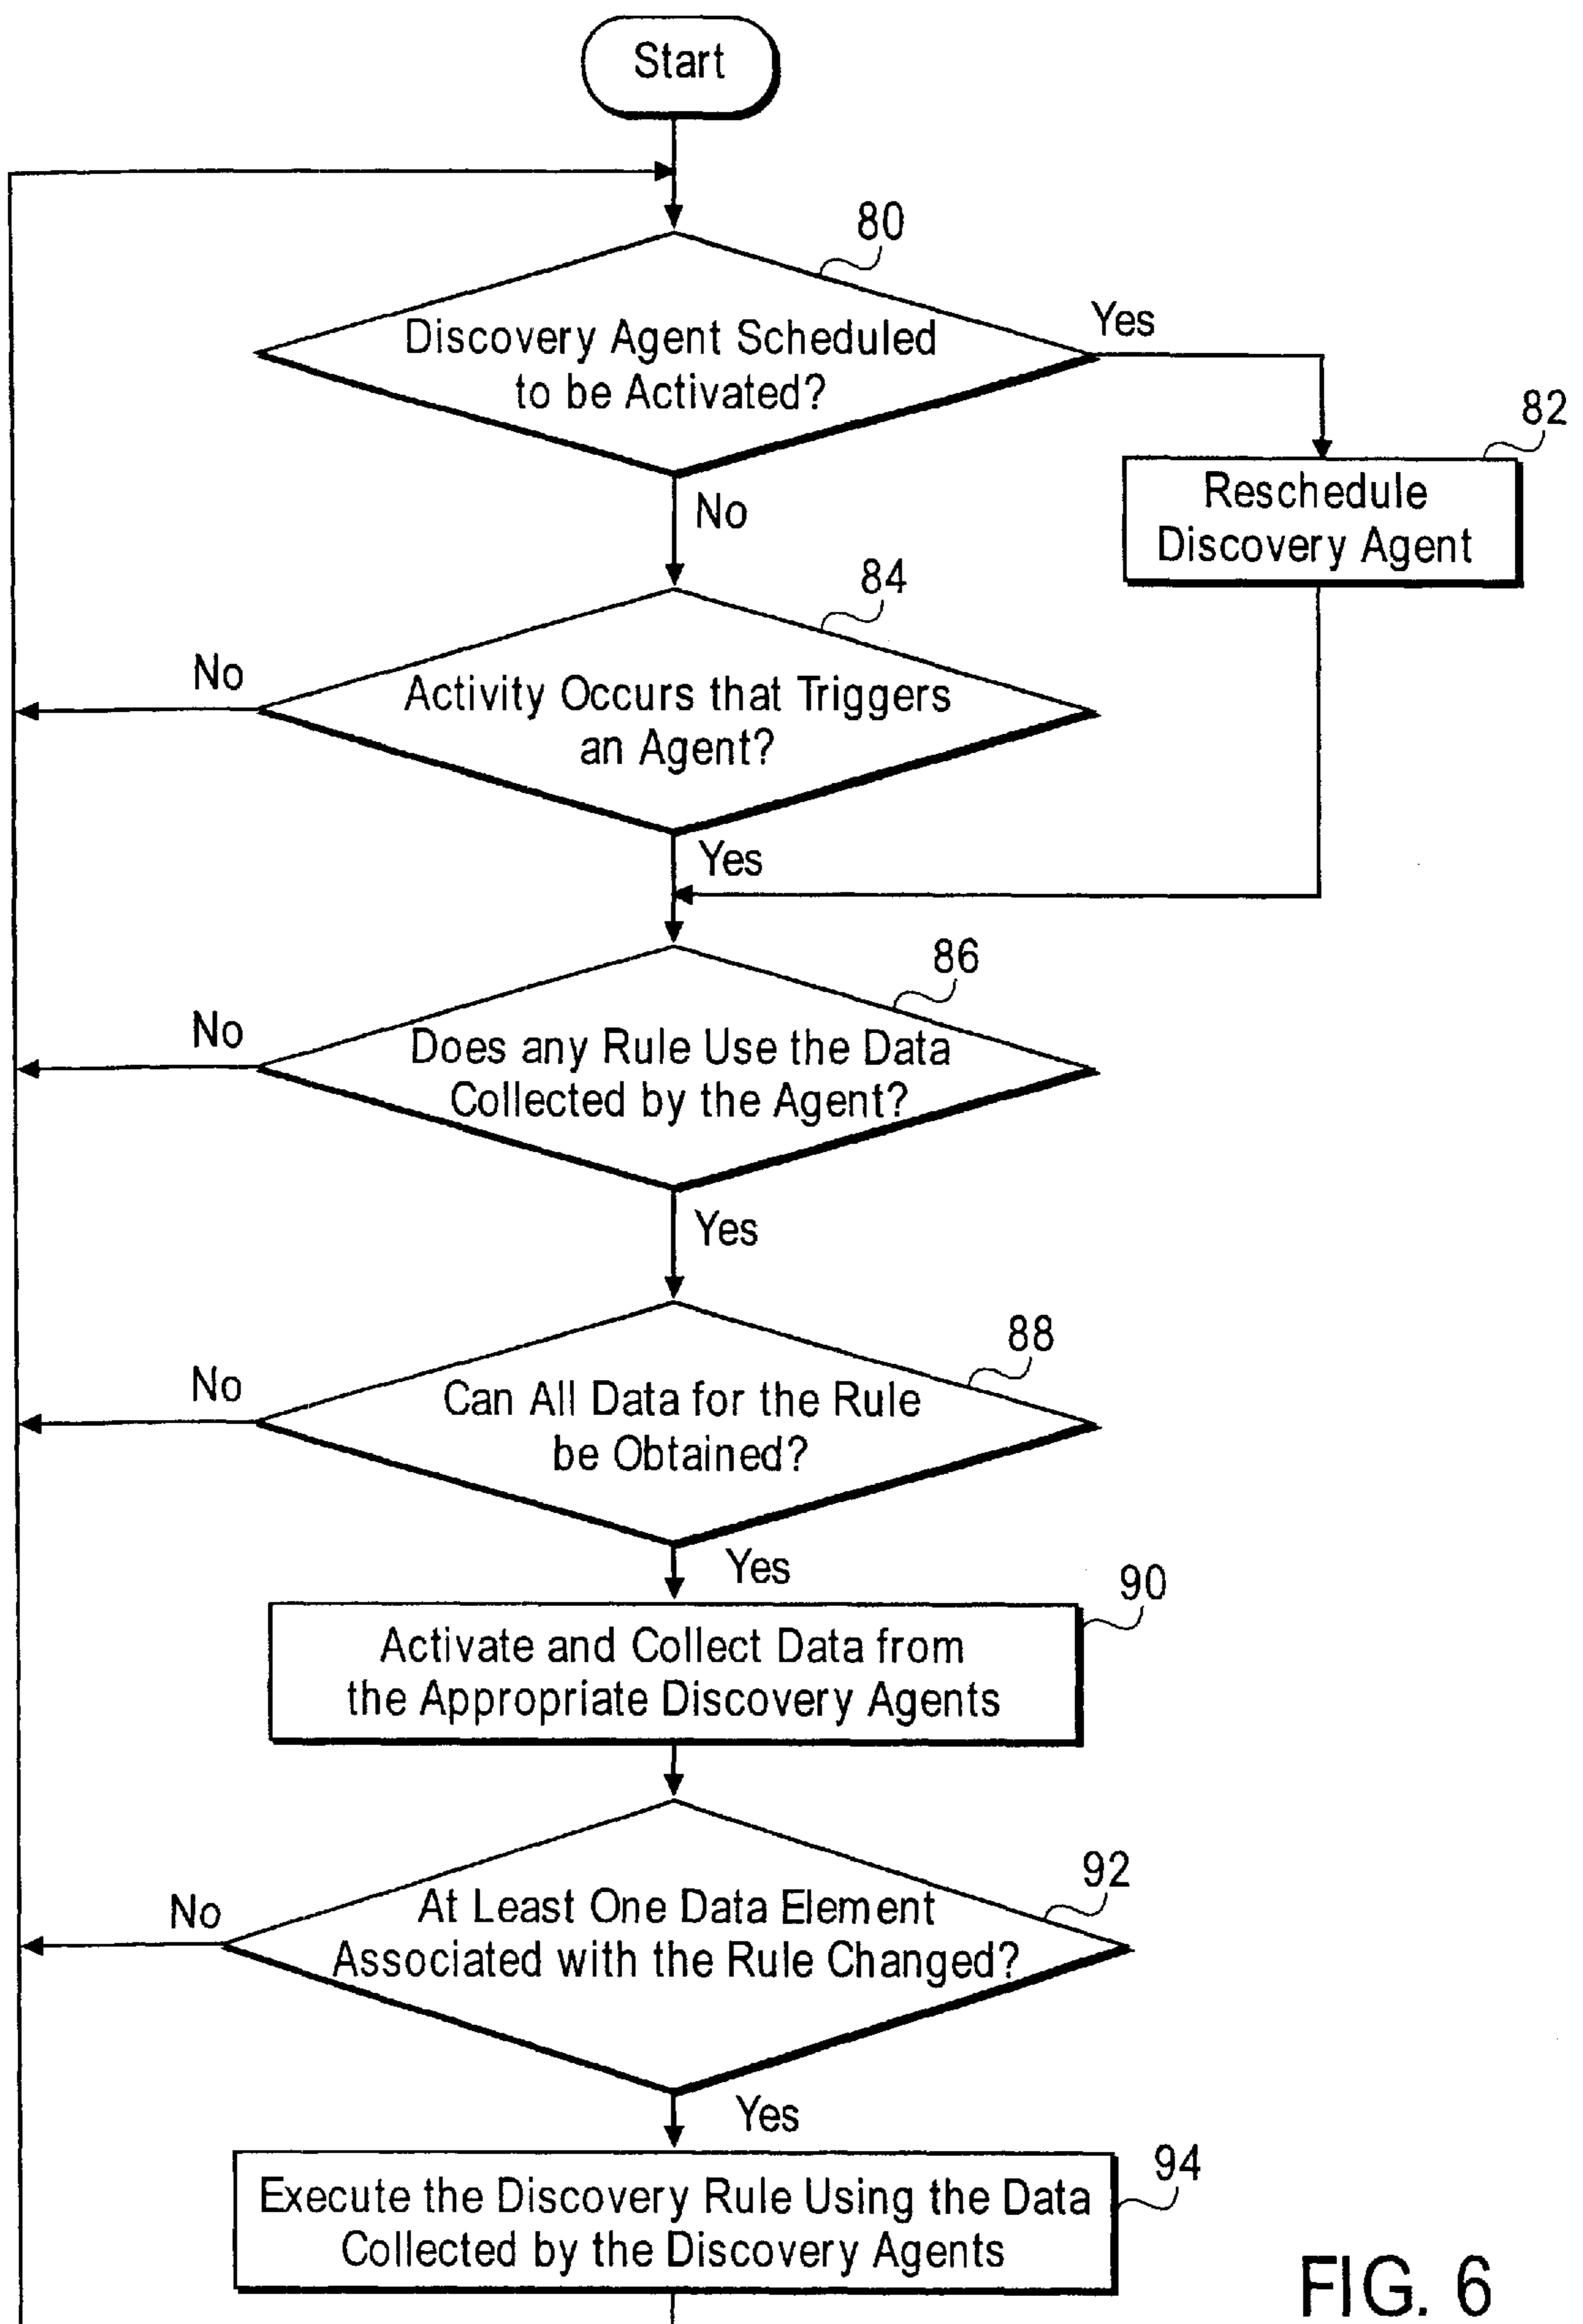 Start
80
Discovery Agent Scheduled
to be Activated?
Yes
82
Reschedule
Discovery Agent
No
84
Activity Occurs that Triggers
an Agent?
No
Yes
86
Does any Rule Use the Data
Collected by the Agent?
No
Yes
88
Can All Data for the Rule
be Obtained?
No
Yes
90
Activate and Collect Data from
the Appropriate Discovery Agents
92
At Least One Data Element
Associated with the Rule Changed?
No
Yes
94
Execute the Discovery Rule Using the Data
Collected by the Discovery Agents
FIG. 6